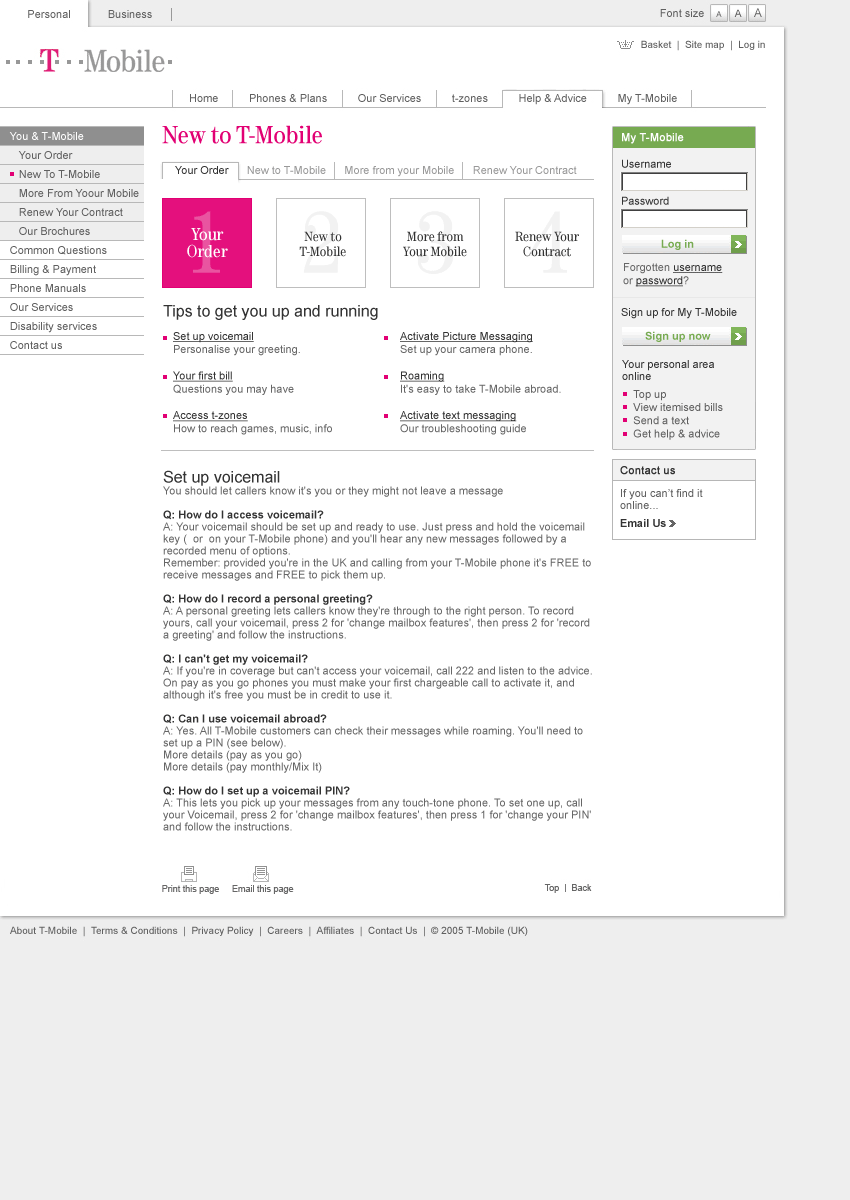 Personal
Business
Font size A A A
Basket | Site map | Log in
T Mobile
Home
Phones & Plans
Our Services
t-zones
Help & Advice
My T-Mobile
You & T-Mobile
Your Order
New To T-Mobile
More From Yoour Mobile
Renew Your Contract
Our Brochures
Common Questions
Billing & Payment
Phone Manuals
Our Services
Disability services
Contact us
New to T-Mobile
Your Order
New to T-Mobile
More from your Mobile
Renew Your Contract
1
Your
Order
2
New to
T-Mobile
3
More from
Your Mobile
4
Renew Your
Contract
Tips to get you up and running
Set up voicemail
Personalise your greeting.
Activate Picture Messaging
Set up your camera phone.
Your first bill
Questions you may have
Roaming
It's easy to take T-Mobile abroad.
Access t-zones
How to reach games, music, info
Activate text messaging
Our troubleshooting guide
Set up voicemail
You should let callers know it's you or they might not leave a message
Q: How do I access voicemail?
A: Your voicemail should be set up and ready to use. Just press and hold the voicemail
key (  or  on your T-Mobile phone) and you'll hear any new messages followed by a
recorded menu of options.
Remember: provided you're in the UK and calling from your T-Mobile phone it's FREE to
receive messages and FREE to pick them up.
Q: How do I record a personal greeting?
A: A personal greeting lets callers know they're through to the right person. To record
yours, call your voicemail, press 2 for 'change mailbox features', then press 2 for 'record
a greeting' and follow the instructions.
Q: I can't get my voicemail?
A: If you're in coverage but can't access your voicemail, call 222 and listen to the advice.
On pay as you go phones you must make your first chargeable call to activate it, and
although it's free you must be in credit to use it.
Q: Can I use voicemail abroad?
A: Yes. All T-Mobile customers can check their messages while roaming. You'll need to
set up a PIN (see below).
More details (pay as you go)
More details (pay monthly/Mix It)
Q: How do I set up a voicemail PIN?
A: This lets you pick up your messages from any touch-tone phone. To set one up, call
your Voicemail, press 2 for 'change mailbox features', then press 1 for 'change your PIN'
and follow the instructions.
Print this page
Email this page
Top | Back
My T-Mobile
Username
Password
Log in
Forgotten username
or password?
Sign up for My T-Mobile
Sign up now
Your personal area
online
Top up
View itemised bills
Send a text
Get help & advice
Contact us
If you can't find it
online...
Email Us
About T-Mobile | Terms & Conditions | Privacy Policy | Careers | Affiliates | Contact Us | © 2005 T-Mobile (UK)